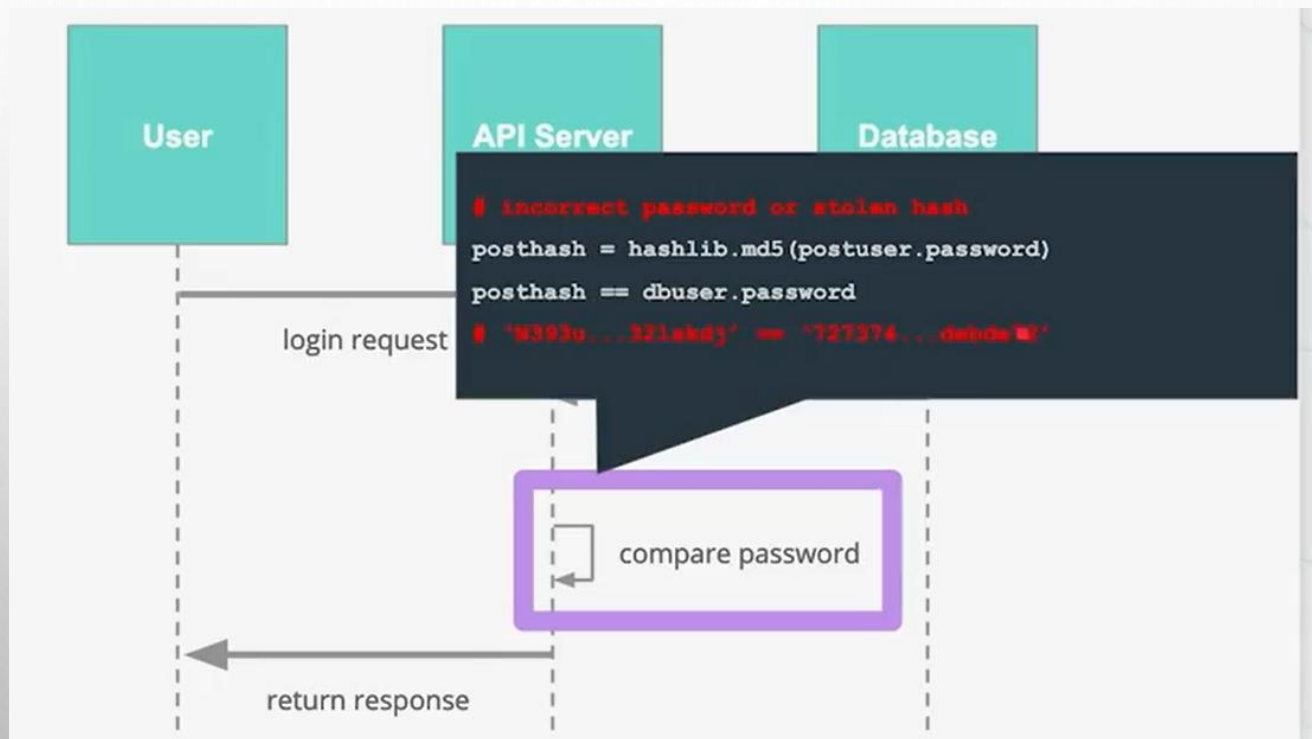 User
API Server
Database
# incorrect password or stolen hash
posthash = hashlib.md5(postuser.password)
posthash == dbuser.password
login request
# == '727374...
compare password
return response